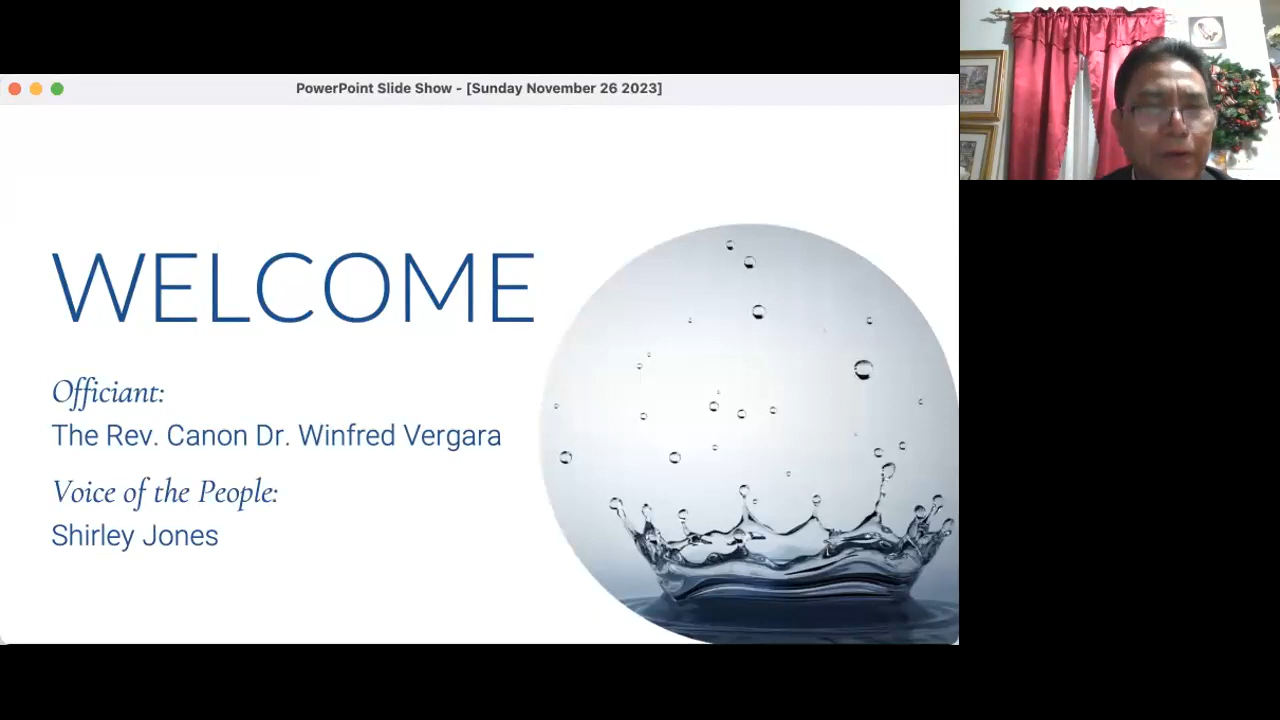 PowerPoint Slide Show - [Sunday November 26 2023]
WELCOME
Officiant:
The Rev. Canon Dr. Winfred Vergara
Voice of the People:
Shirley Jones